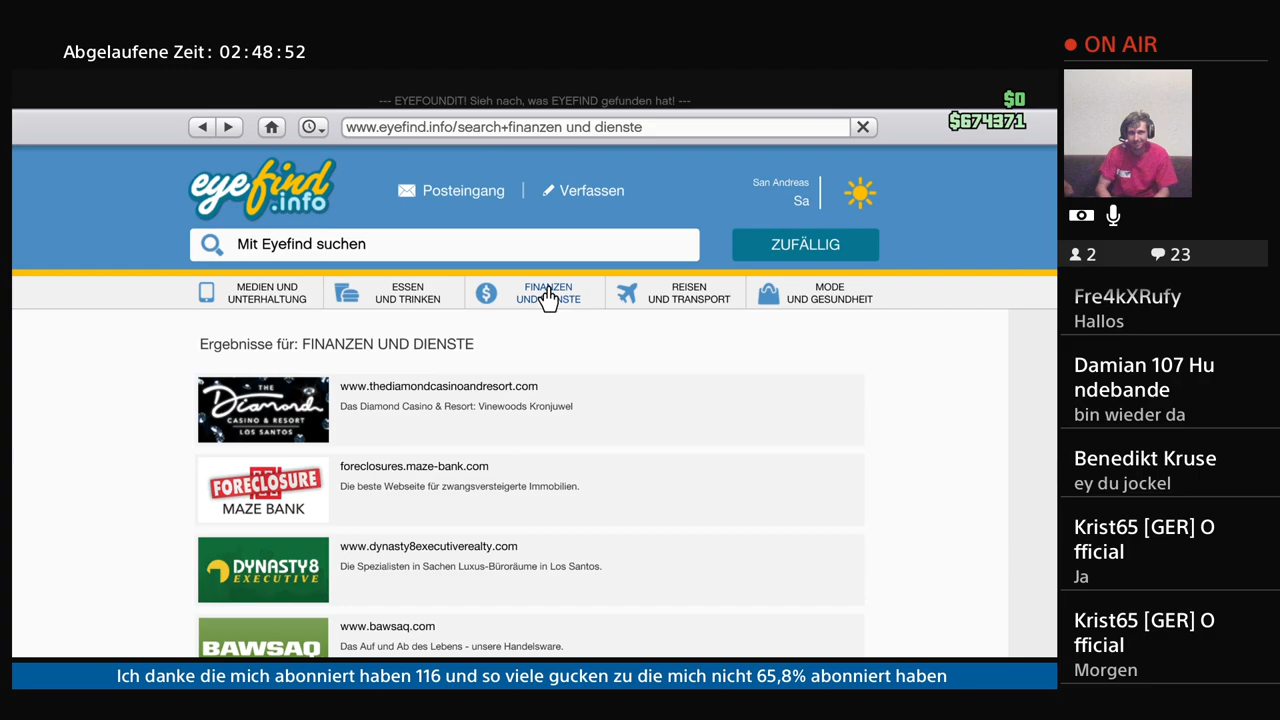 Abgelaufene Zeit: 02:48:52
ON AIR
--- EYEFOUNDIT! Sieh nach, was EYEFIND gefunden hat! ---
$0
$674371
www.eyefind.info/search+finanzen und dienste
eyefind
.info
Posteingang
Verfassen
San Andreas
Sa
Mit Eyefind suchen
ZUFÄLLIG
MEDIEN UND
UNTERHALTUNG
ESSEN
UND TRINKEN
FINANZEN
UND DIENSTE
REISEN
UND TRANSPORT
MODE
UND GESUNDHEIT
Ergebnisse für: FINANZEN UND DIENSTE
THE
Diamond
CASINO & RESORT
LOS SANTOS
www.thediamondcasinoandresort.com
Das Diamond Casino & Resort: Vinewoods Kronjuwel
FORECLOSURE
MAZE BANK
foreclosures.maze-bank.com
Die beste Webseite für zwangsversteigerte Immobilien.
DYNASTY8
EXECUTIVE
www.dynasty8executiverealty.com
Die Spezialisten in Sachen Luxus-Büroräume in Los Santos.
BAWSAQ
www.bawsaq.com
Das Auf und Ab des Lebens - unsere Handelsware.
Ich danke die mich abonniert haben 116 und so viele gucken zu die mich nicht 65,8% abonniert haben
2
23
Fre4kXRufy
Hallos
Damian 107 Hu
ndebande
bin wieder da
Benedikt Kruse
ey du jockel
Krist65 [GER] O
fficial
Ja
Krist65 [GER] O
fficial
Morgen